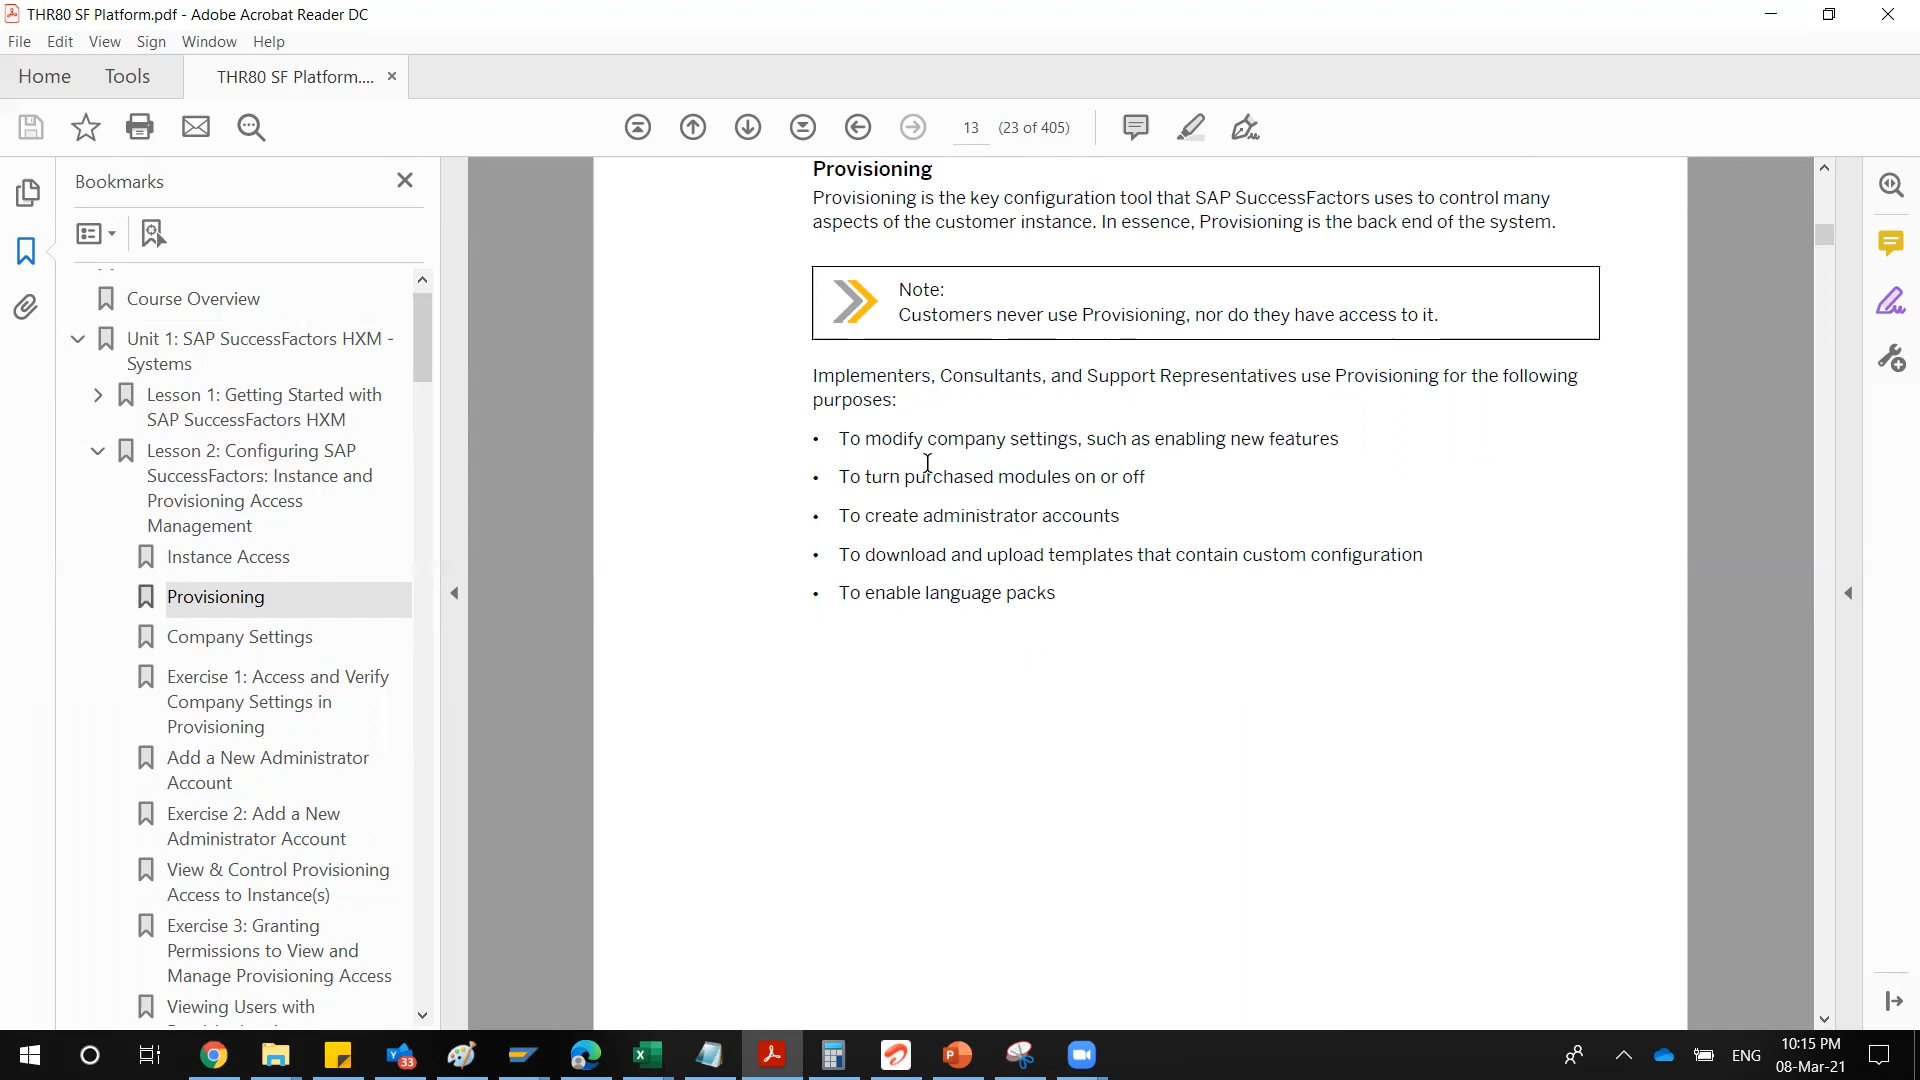 THR80 SF Platform.pdf - Adobe Acrobat Reader DC
File Edit View Sign Window Help
Home Tools THR80 SF Platform.... ×
13 (23 of 405)
Bookmarks
Course Overview
Unit 1: SAP SuccessFactors HXM -
Systems
Lesson 1: Getting Started with
SAP SuccessFactors HXM
Lesson 2: Configuring SAP
SuccessFactors: Instance and
Provisioning Access
Management
Instance Access
Provisioning
Company Settings
Exercise 1: Access and Verify
Company Settings in
Provisioning
Add a New Administrator
Account
Exercise 2: Add a New
Administrator Account
View & Control Provisioning
Access to Instance(s)
Exercise 3: Granting
Permissions to View and
Manage Provisioning Access
Viewing Users with
Provisioning
Provisioning is the key configuration tool that SAP SuccessFactors uses to control many
aspects of the customer instance. In essence, Provisioning is the back end of the system.
Note:
Customers never use Provisioning, nor do they have access to it.
Implementers, Consultants, and Support Representatives use Provisioning for the following
purposes:
• To modify company settings, such as enabling new features
• To turn purchased modules on or off
• To create administrator accounts
• To download and upload templates that contain custom configuration
• To enable language packs
33
ENG
10:15 PM
08-Mar-21